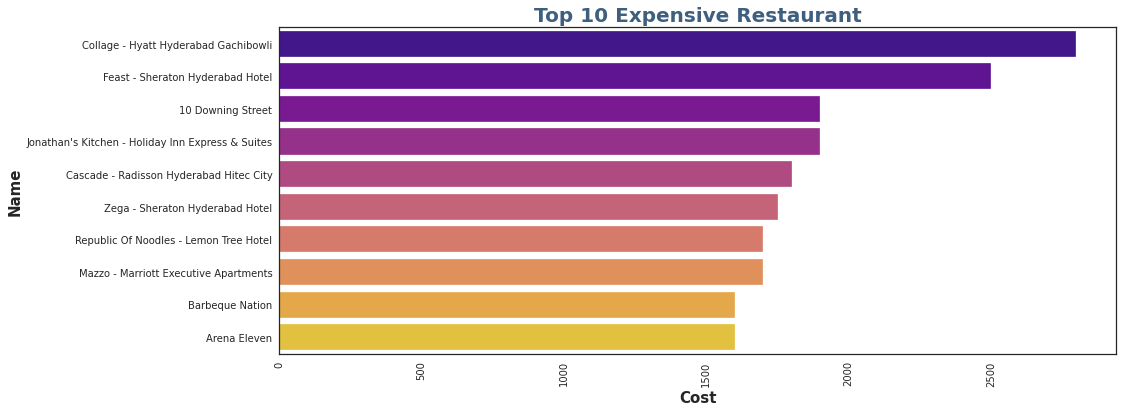 Top 10 Expensive Restaurant
Collage - Hyatt Hyderabad Gachibowli
Feast - Sheraton Hyderabad Hotel
10 Downing Street
Jonathan's Kitchen - Holiday Inn Express & Suites
Cascade - Radisson Hyderabad Hitec City
Zega - Sheraton Hyderabad Hotel
Republic Of Noodles - Lemon Tree Hotel
Mazzo - Marriott Executive Apartments
Barbeque Nation
Arena Eleven
Name
0
500
1000
1500
2000
2500
Cost